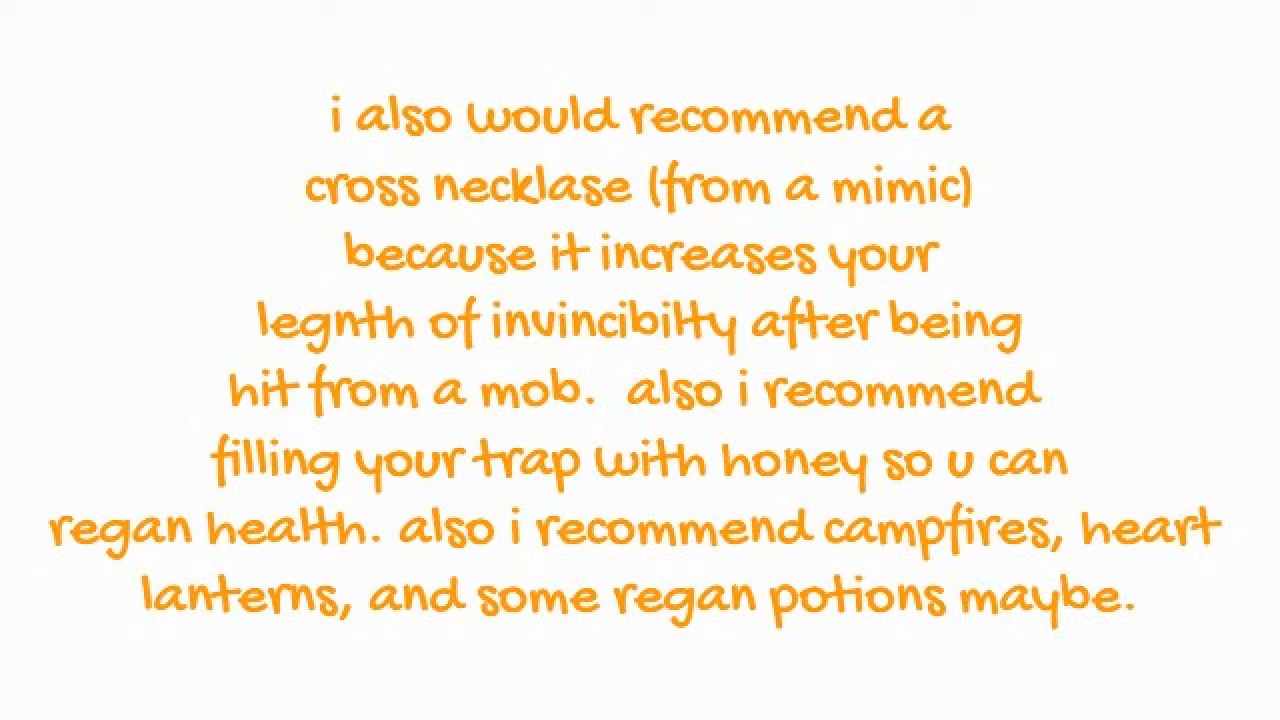 i also would recommend a
cross necklase (from a mimic)
because it increases your
legnth of invincibilty after being
hit from a mob.  also i recommend
filling your trap with honey so u can
regan health. also i recommend campfires, heart
lanterns, and some regan potions maybe.